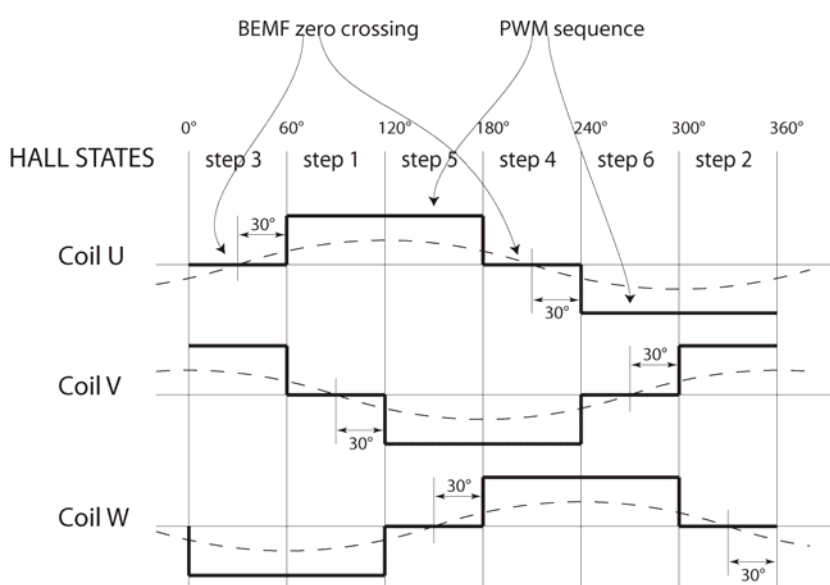 BEMF zero crossing PWM sequence
0° 60° 120° 180° 240° 300° 360°
HALL STATES step 3 step 1 step 5 step 4 step 6 step 2
30°
Coil U
30°
30°
Coil V
30°
30°
Coil W
30°